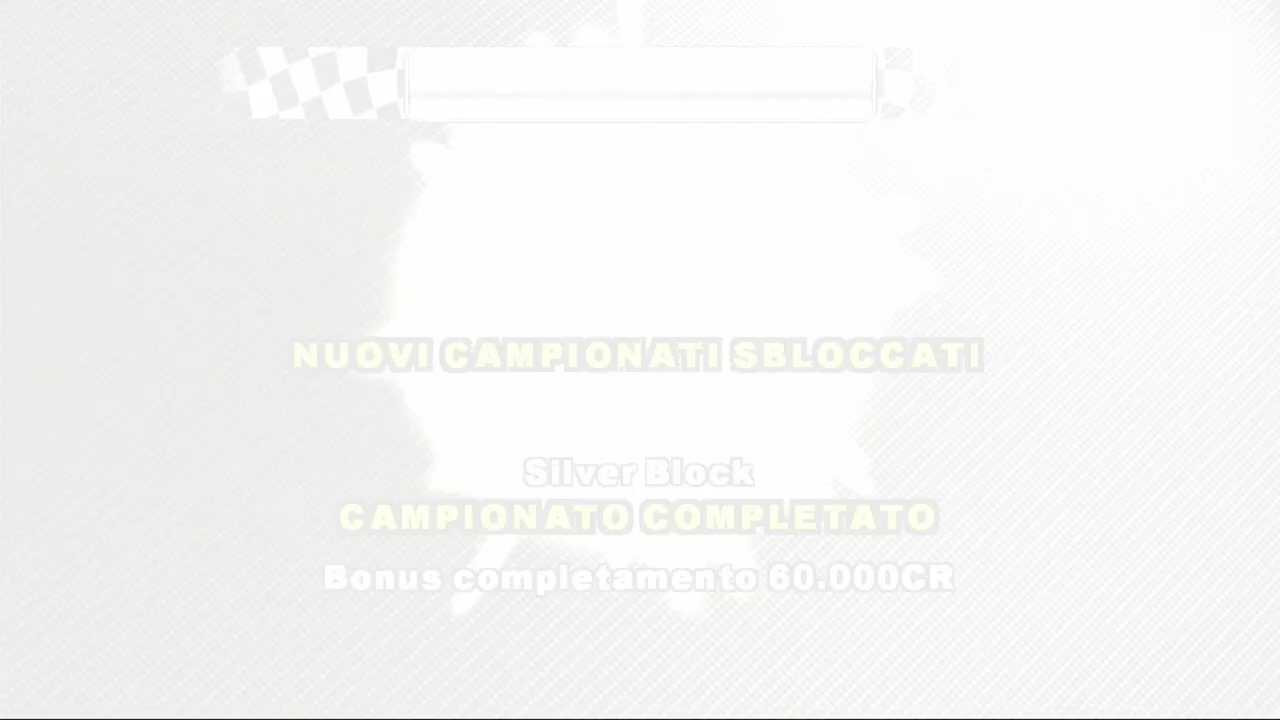 NUOVI CAMPIONATI SBLOCCATI
Silver Block
CAMPIONATO COMPLETATO
Bonus completamento 60.000CR